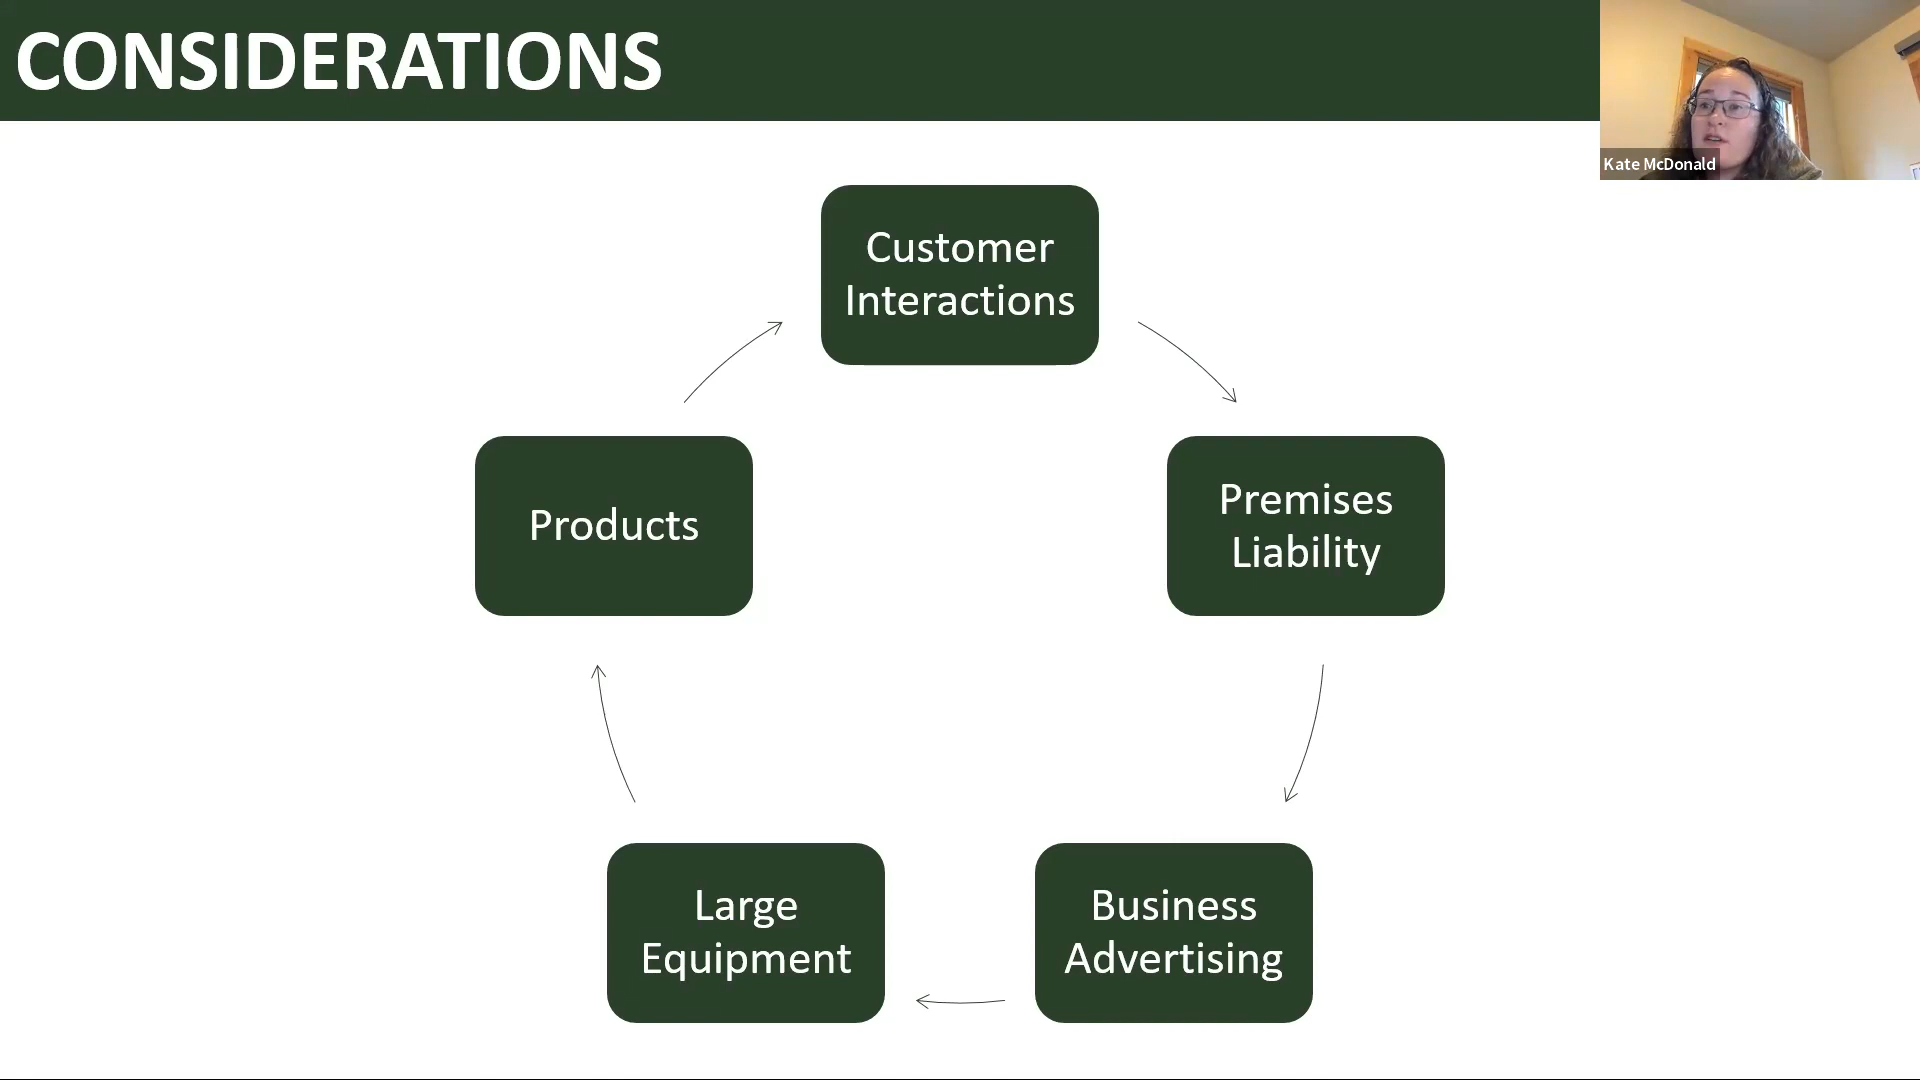 CONSIDERATIONS
Kate McDonald
Customer
Interactions
Products
Premises
Liability
Large
Equipment
Business
Advertising